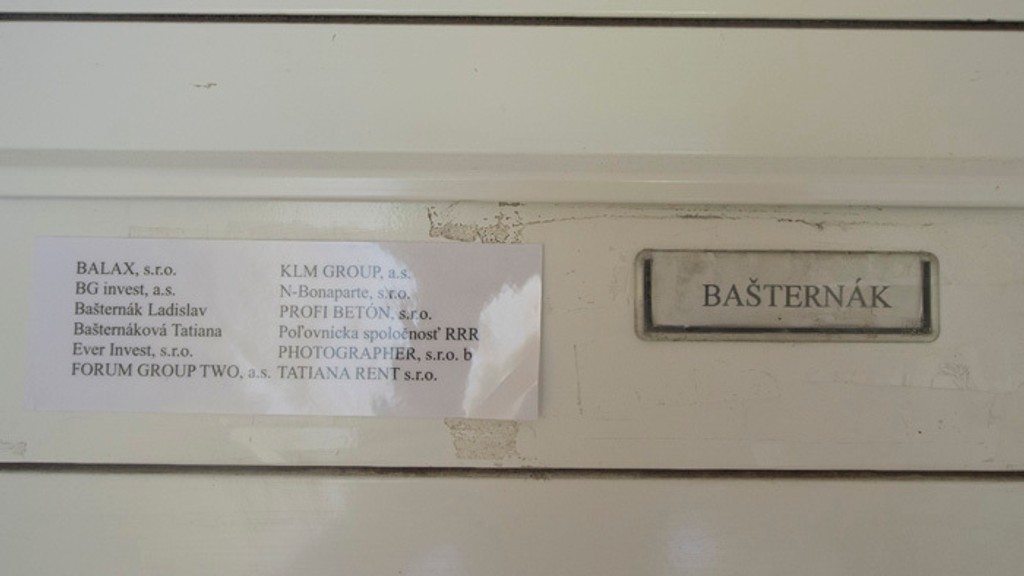 BALAX, s.r.o.
BG invest, a.s.
Bašternák Ladislav
Bašternáková Tatiana
Ever Invest, s.r.o.
FORUM GROUP TWO, a.s.
KLM GROUP, a.s.
N-Bonaparte, s.r.o.
PROFI BETÓN, s.r.o.
Poľovnícka spoločnosť RRR
PHOTOGRAPHER, s.r.o. b
TATIANA RENT s.r.o.
BAŠTERNÁK